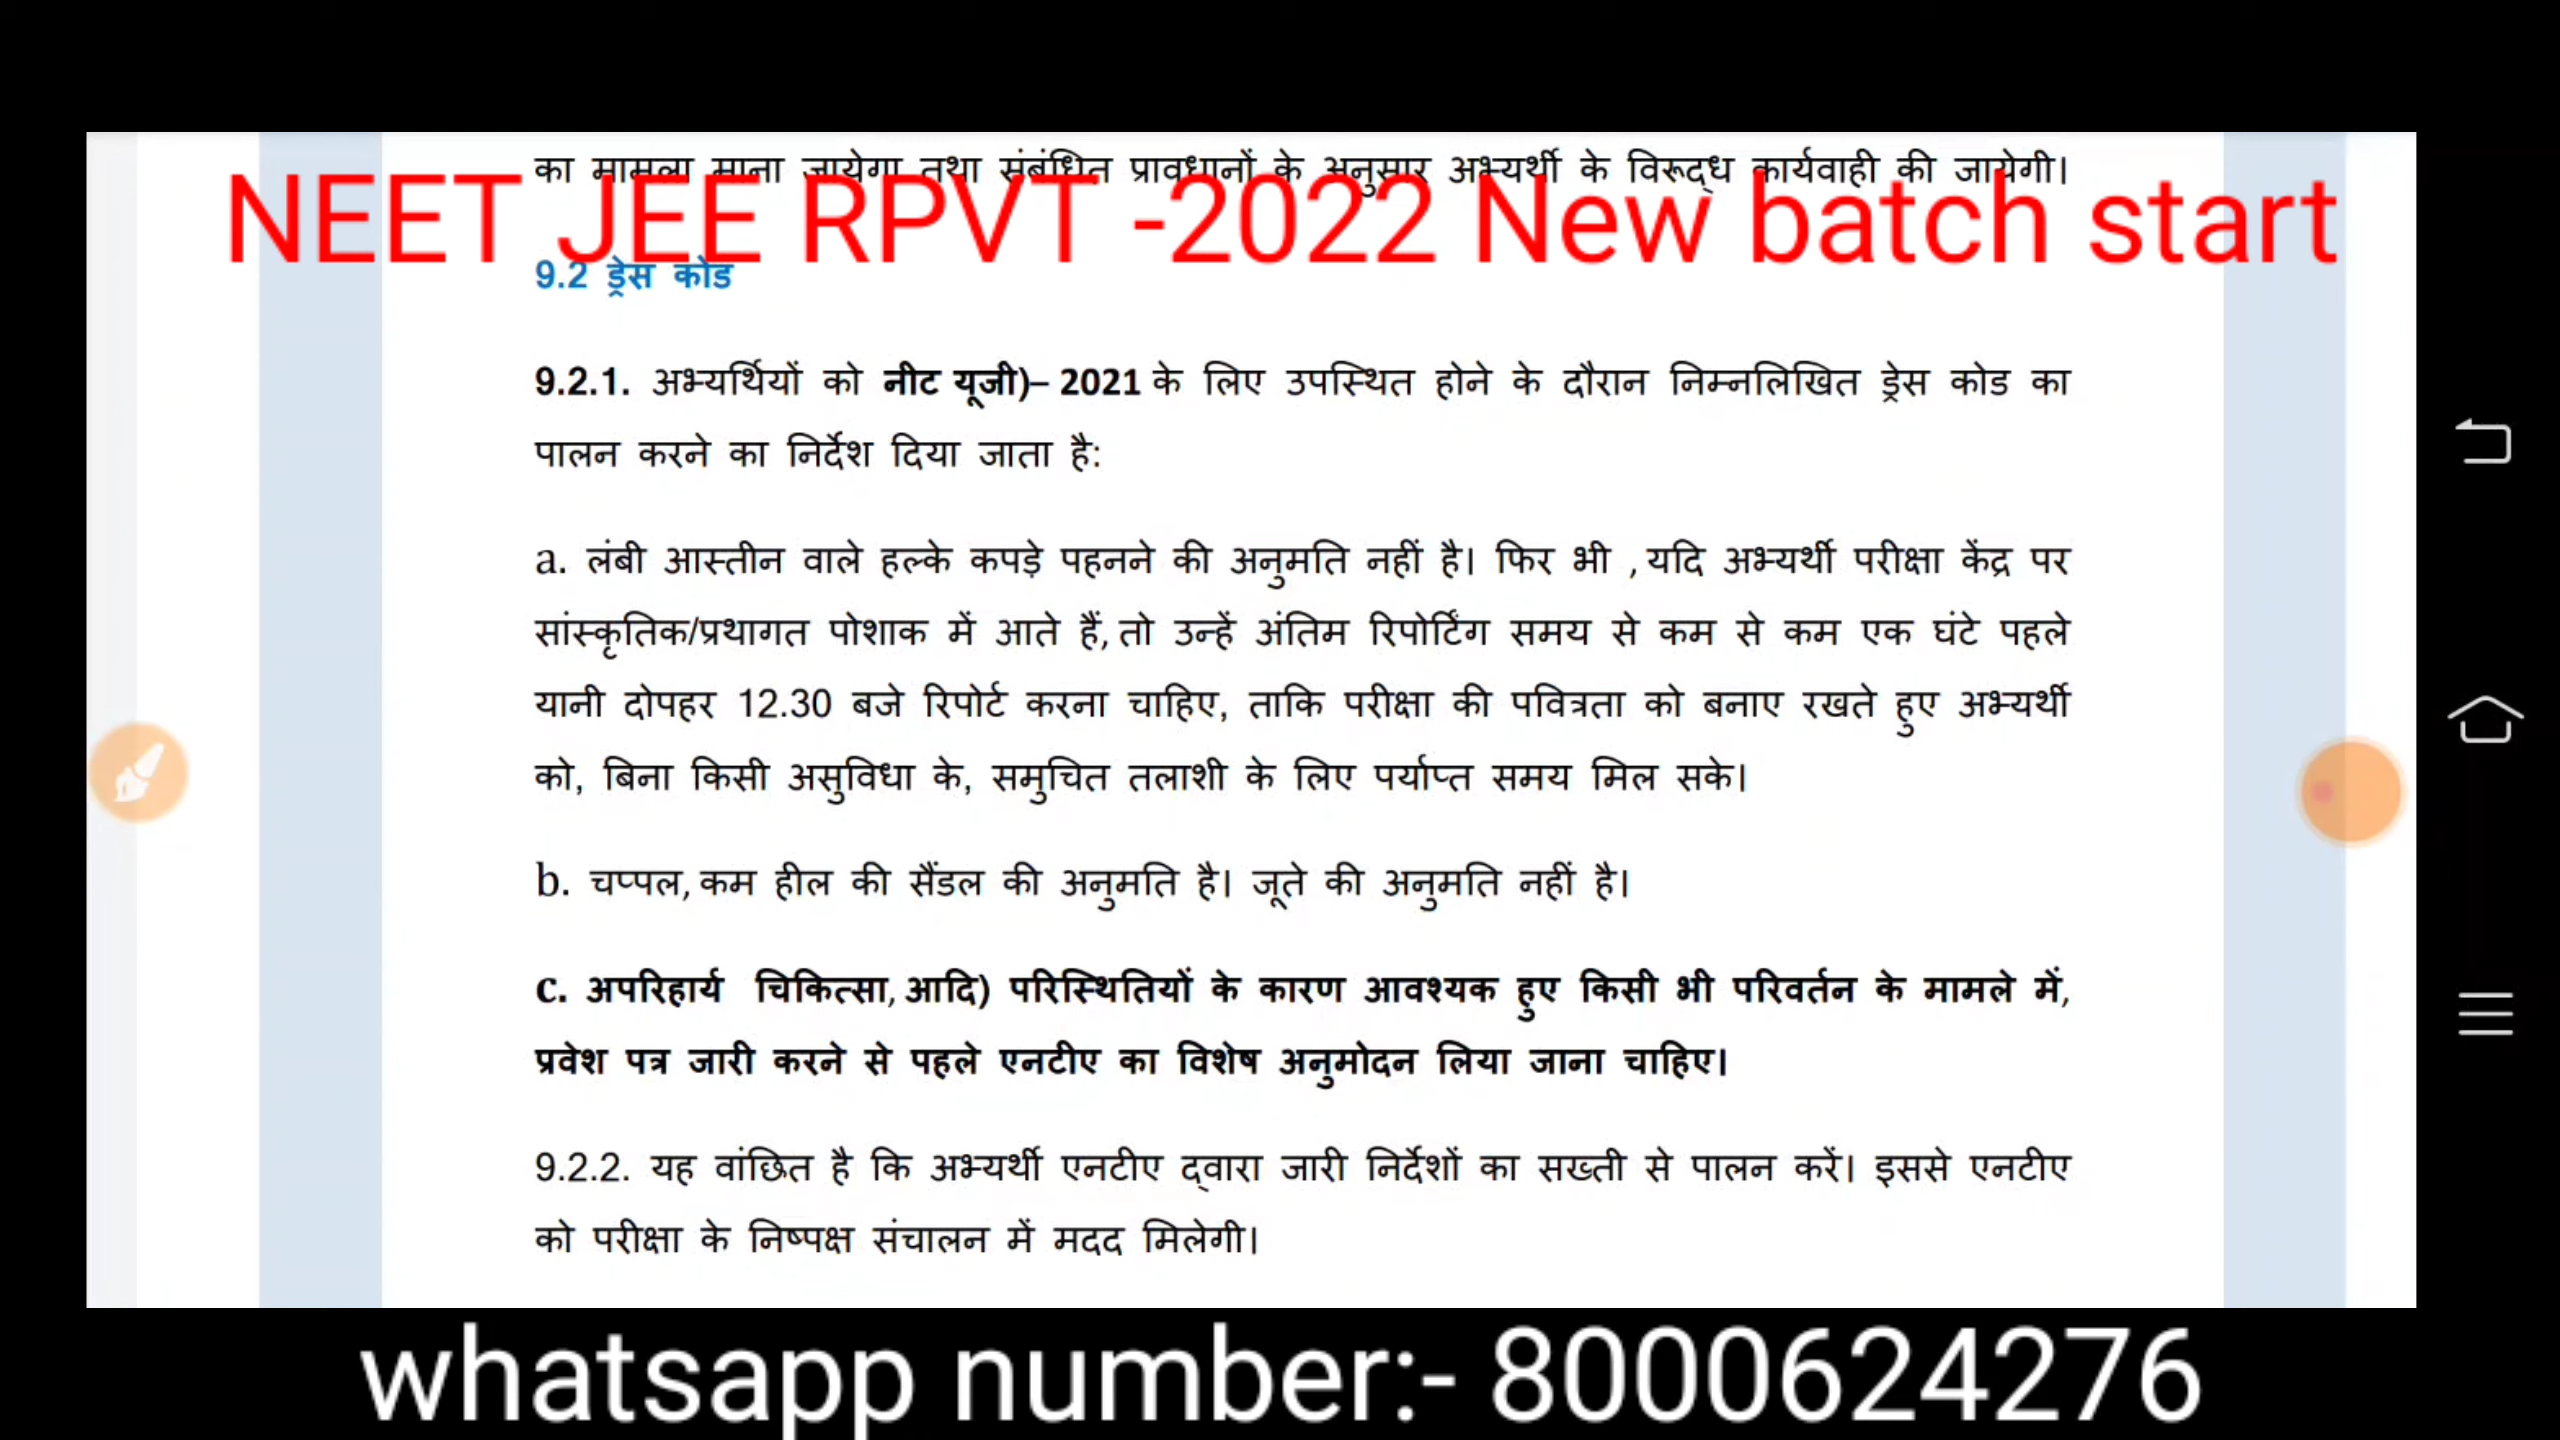 का मामला माना जायेगा तथा संबंधित प्रावधानों के अनुसार अभ्यर्थी के विरूद्ध कार्यवाही की जायेगी।
NEET JEE RPVT -2022 New batch start
9.2 ड्रेस कोड
9.2.1. अभ्यर्थियों को नीट यूजी)– 2021 के लिए उपस्थित होने के दौरान निम्नलिखित ड्रेस कोड का
पालन करने का निर्देश दिया जाता है:
a. लंबी आस्तीन वाले हल्के कपड़े पहनने की अनुमति नहीं है। फिर भी ,यदि अभ्यर्थी परीक्षा केंद्र पर
सांस्कृतिक/प्रथागत पोशाक में आते हैं, तो उन्हें अंतिम रिपोर्टिंग समय से कम से कम एक घंटे पहले
यानी दोपहर 12.30 बजे रिपोर्ट करना चाहिए, ताकि परीक्षा की पवित्रता को बनाए रखते हुए अभ्यर्थी
को, बिना किसी असुविधा के, समुचित तलाशी के लिए पर्याप्त समय मिल सके।
b. चप्पल, कम हील की सैंडल की अनुमति है। जूते की अनुमति नहीं है।
c. अपरिहार्य चिकित्सा, आदि) परिस्थितियों के कारण आवश्यक हुए किसी भी परिवर्तन के मामले में,
प्रवेश पत्र जारी करने से पहले एनटीए का विशेष अनुमोदन लिया जाना चाहिए।
9.2.2. यह वांछित है कि अभ्यर्थी एनटीए द्वारा जारी निर्देशों का सख्ती से पालन करें। इससे एनटीए
को परीक्षा के निष्पक्ष संचालन में मदद मिलेगी।
whatsapp number:- 8000624276